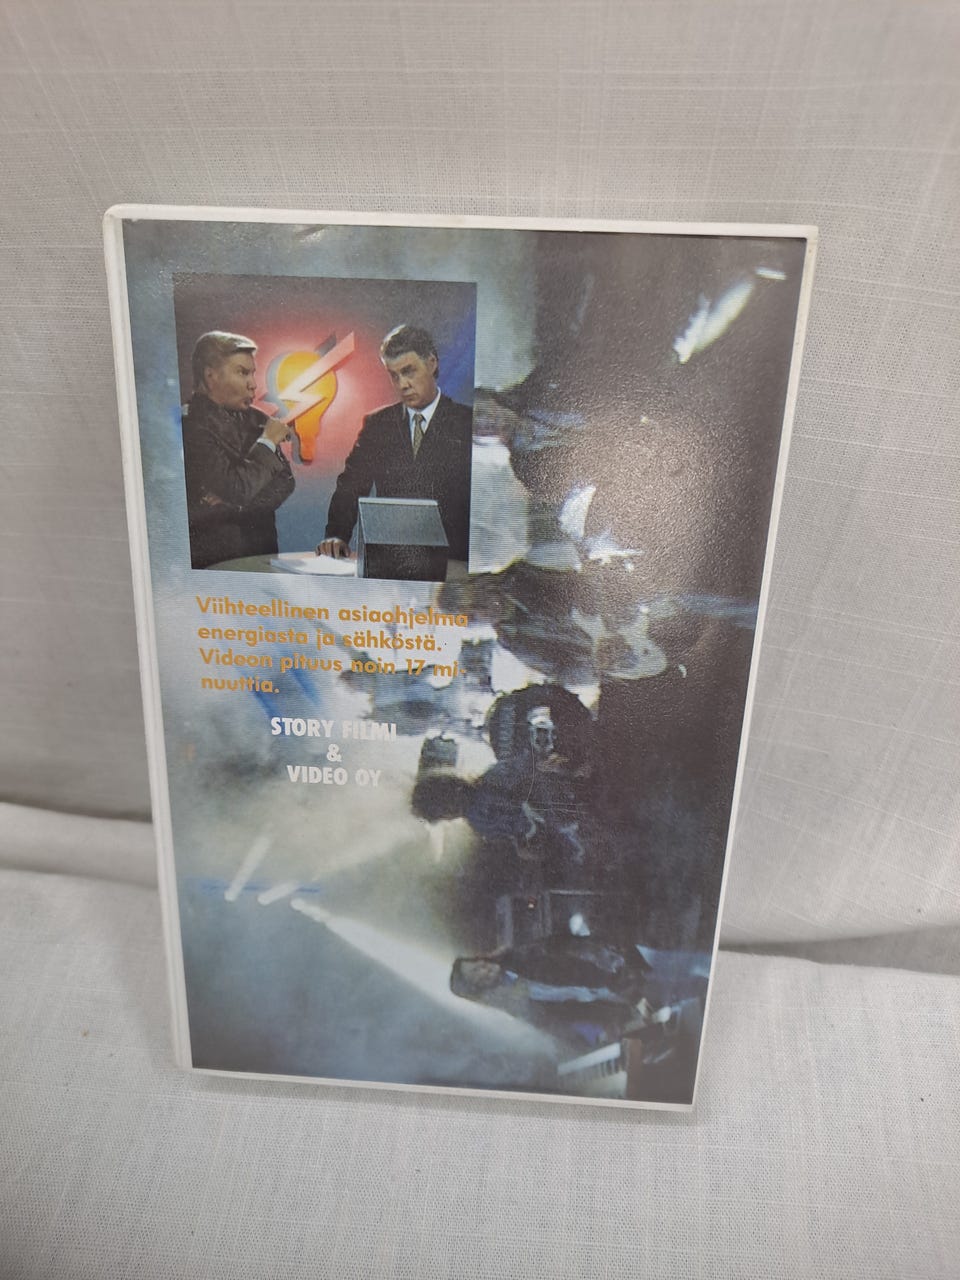 Viihteellinen asiaohjelma
energiasta ja sähköstä.
Videon pituus noin 17 mi-
nuuttia.
STORY FILMI
&
VIDEO OY